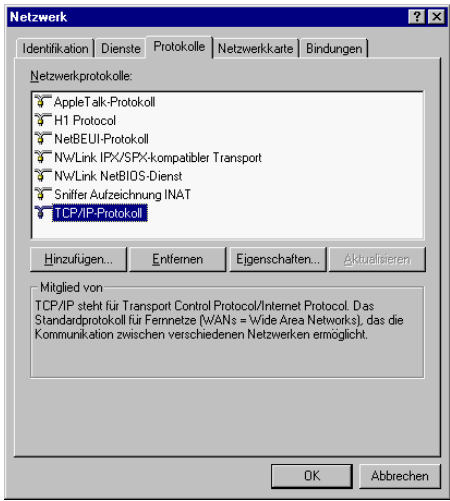 Netzwerk
Identifikation Dienste Protokolle Netzwerkkarte Bindungen
Netzwerkprotokolle:
AppleTalk-Protokoll
H1 Protocol
NetBEUI-Protokoll
NWLink IPX/SPX-kompatibler Transport
NWLink NetBIOS-Dienst
Sniffer Aufzeichnung INAT
TCP/IP-Protokoll
Hinzufügen... Entfernen Eigenschaften... Aktualisieren
Mitglied von
TCP/IP steht für Transport Control Protocol/Internet Protocol. Das
Standardprotokoll für Fernnetze (WANs = Wide Area Networks), das die
Kommunikation zwischen verschiedenen Netzwerken ermöglicht.
OK Abbrechen